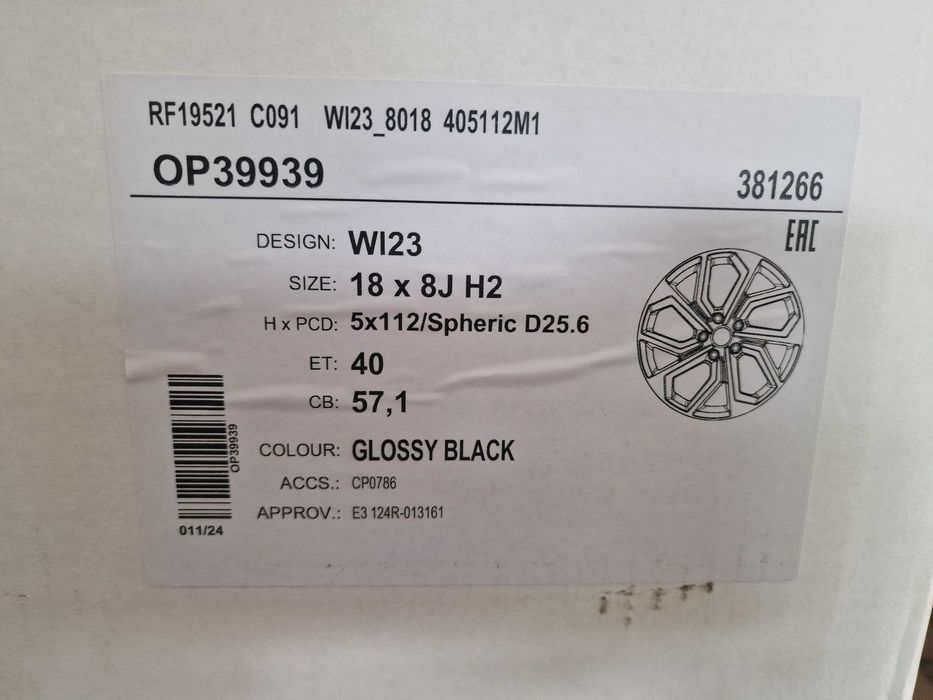 RF19521 C091 WI23_8018 405112M1
OP39939
381266
EAC
DESIGN: WI23
SIZE: 18 x 8J H2
H x PCD: 5x112/Spheric D25.6
ET: 40
CB: 57,1
COLOUR: GLOSSY BLACK
ACCS.: CP0786
APPROV.: E3 124R-013161
OP39939
011/24